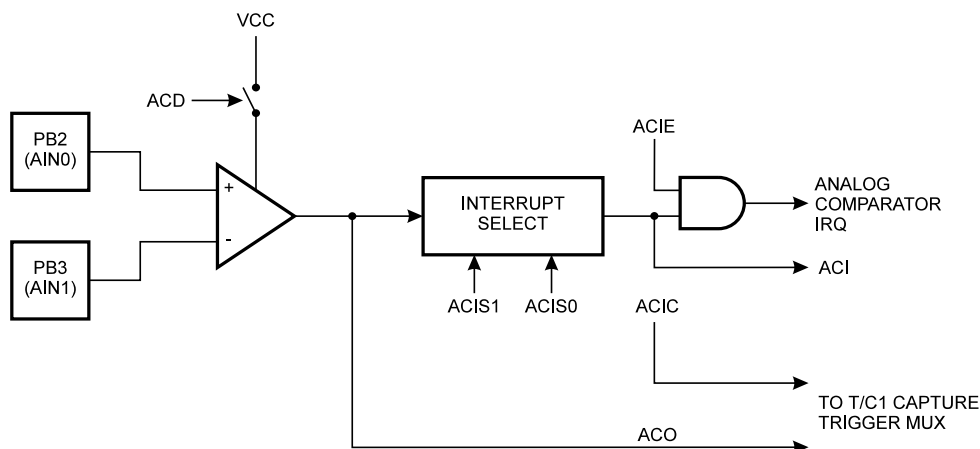 VCC
ACD
PB2
(AIN0)
+
-
PB3
(AIN1)
INTERRUPT
SELECT
ACIS1
ACIS0
ACIE
ANALOG
COMPARATOR
IRQ
ACI
ACIC
TO T/C1 CAPTURE
TRIGGER MUX
ACO